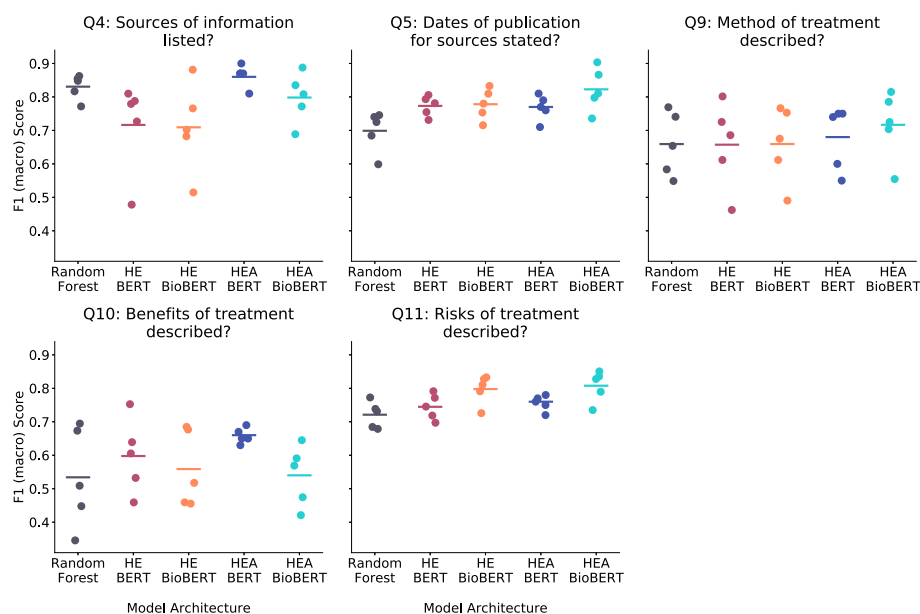 Q4: Sources of information
listed?
Q5: Dates of publication
for sources stated?
Q9: Method of treatment
described?
F1 (macro) Score
0.9
0.8
0.7
0.6
0.5
0.4
Random
Forest
HE
BERT
HE
BioBERT
HEA
BERT
HEA
BioBERT
Random
Forest
HE
BERT
HE
BioBERT
HEA
BERT
HEA
BioBERT
Random
Forest
HE
BERT
HE
BioBERT
HEA
BERT
HEA
BioBERT
Q10: Benefits of treatment
described?
Q11: Risks of treatment
described?
F1 (macro) Score
0.9
0.8
0.7
0.6
0.5
0.4
Random
Forest
HE
BERT
HE
BioBERT
HEA
BERT
HEA
BioBERT
Random
Forest
HE
BERT
HE
BioBERT
HEA
BERT
HEA
BioBERT
Model Architecture
Model Architecture